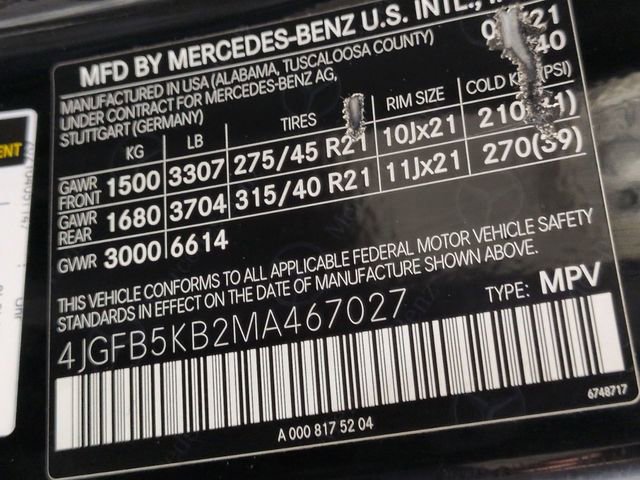 MFD BY MERCEDES-BENZ U.S. INTL.,
MANUFACTURED IN USA (ALABAMA, TUSCALOOSA COUNTY)
UNDER CONTRACT FOR MERCEDES-BENZ AG,
STUTTGART (GERMANY)
KG LB TIRES RIM SIZE COLD (PSI)
GAWR FRONT 1500 3307 275/45 R21 10Jx21 210
GAWR REAR 1680 3704 315/40 R21 11Jx21 270(39)
GVWR 3000 6614
THIS VEHICLE CONFORMS TO ALL APPLICABLE FEDERAL MOTOR VEHICLE SAFETY
STANDARDS IN EFFECT ON THE DATE OF MANUFACTURE SHOWN ABOVE.
4JGFB5KB2MA467027 TYPE: MPV
6748717
A 000 817 52 04